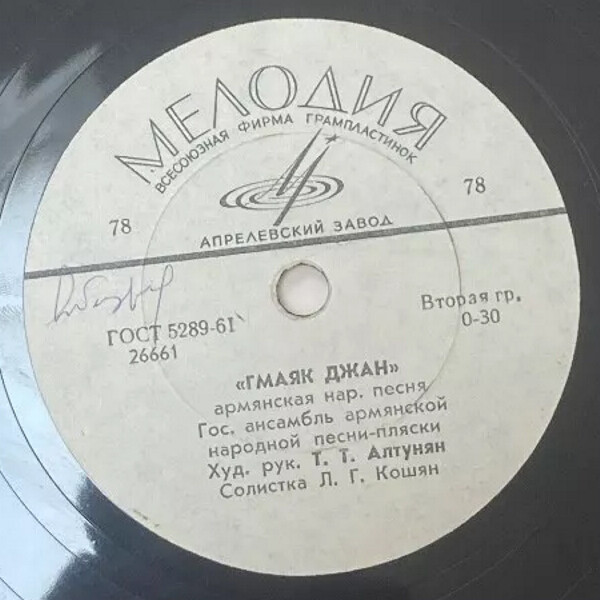 МЕЛОДИЯ
ВСЕСОЮЗНАЯ ФИРМА ГРАМПЛАСТИНОК
78 78
АПРЕЛЕВСКИЙ ЗАВОД
ГОСТ 5289-61
26661
Вторая гр.
0-30
«ГМАЯК ДЖАН»
армянская нар. песня
Гос. ансамбль армянской
народной песни-пляски
Худ. рук. Т. Т. Алтунян
Солистка Л. Г. Кошян